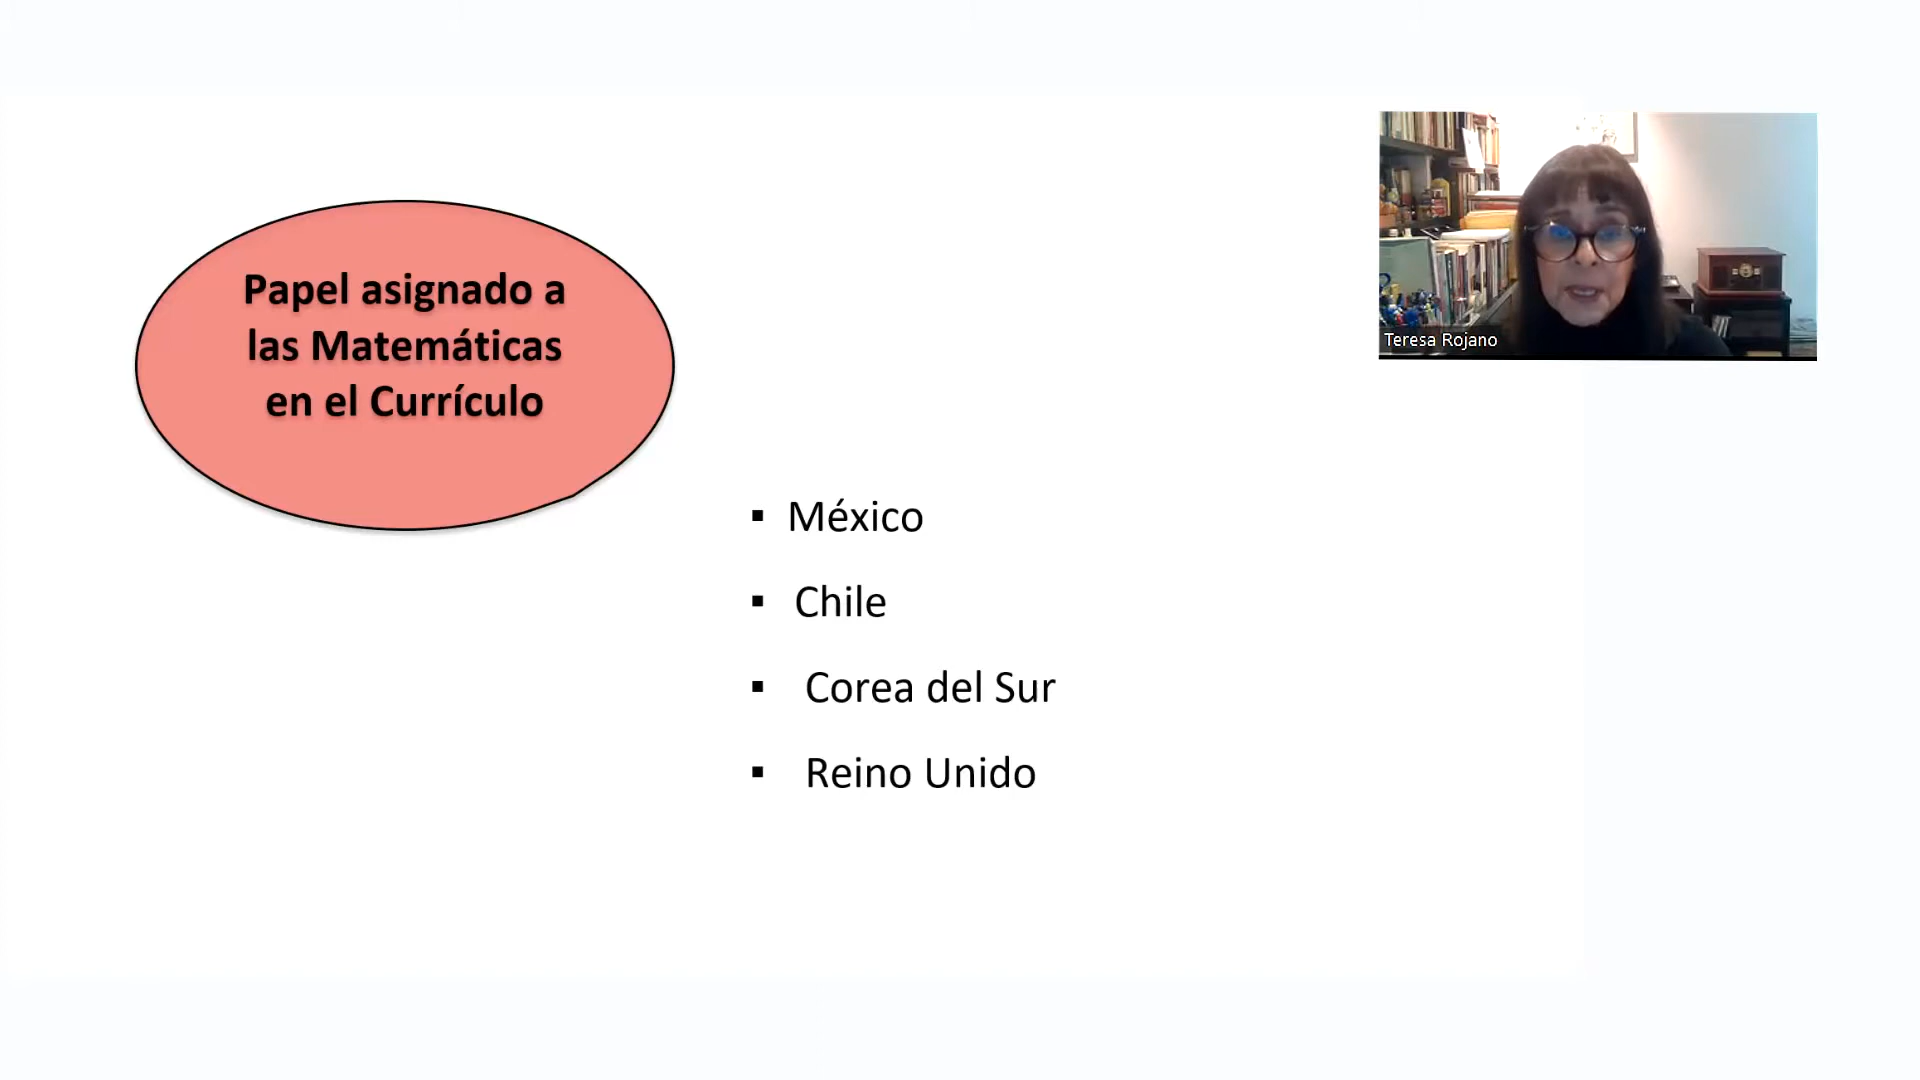 Papel asignado a
las Matemáticas
en el Currículo
Teresa Rojano
▪ México
▪ Chile
▪ Corea del Sur
▪ Reino Unido